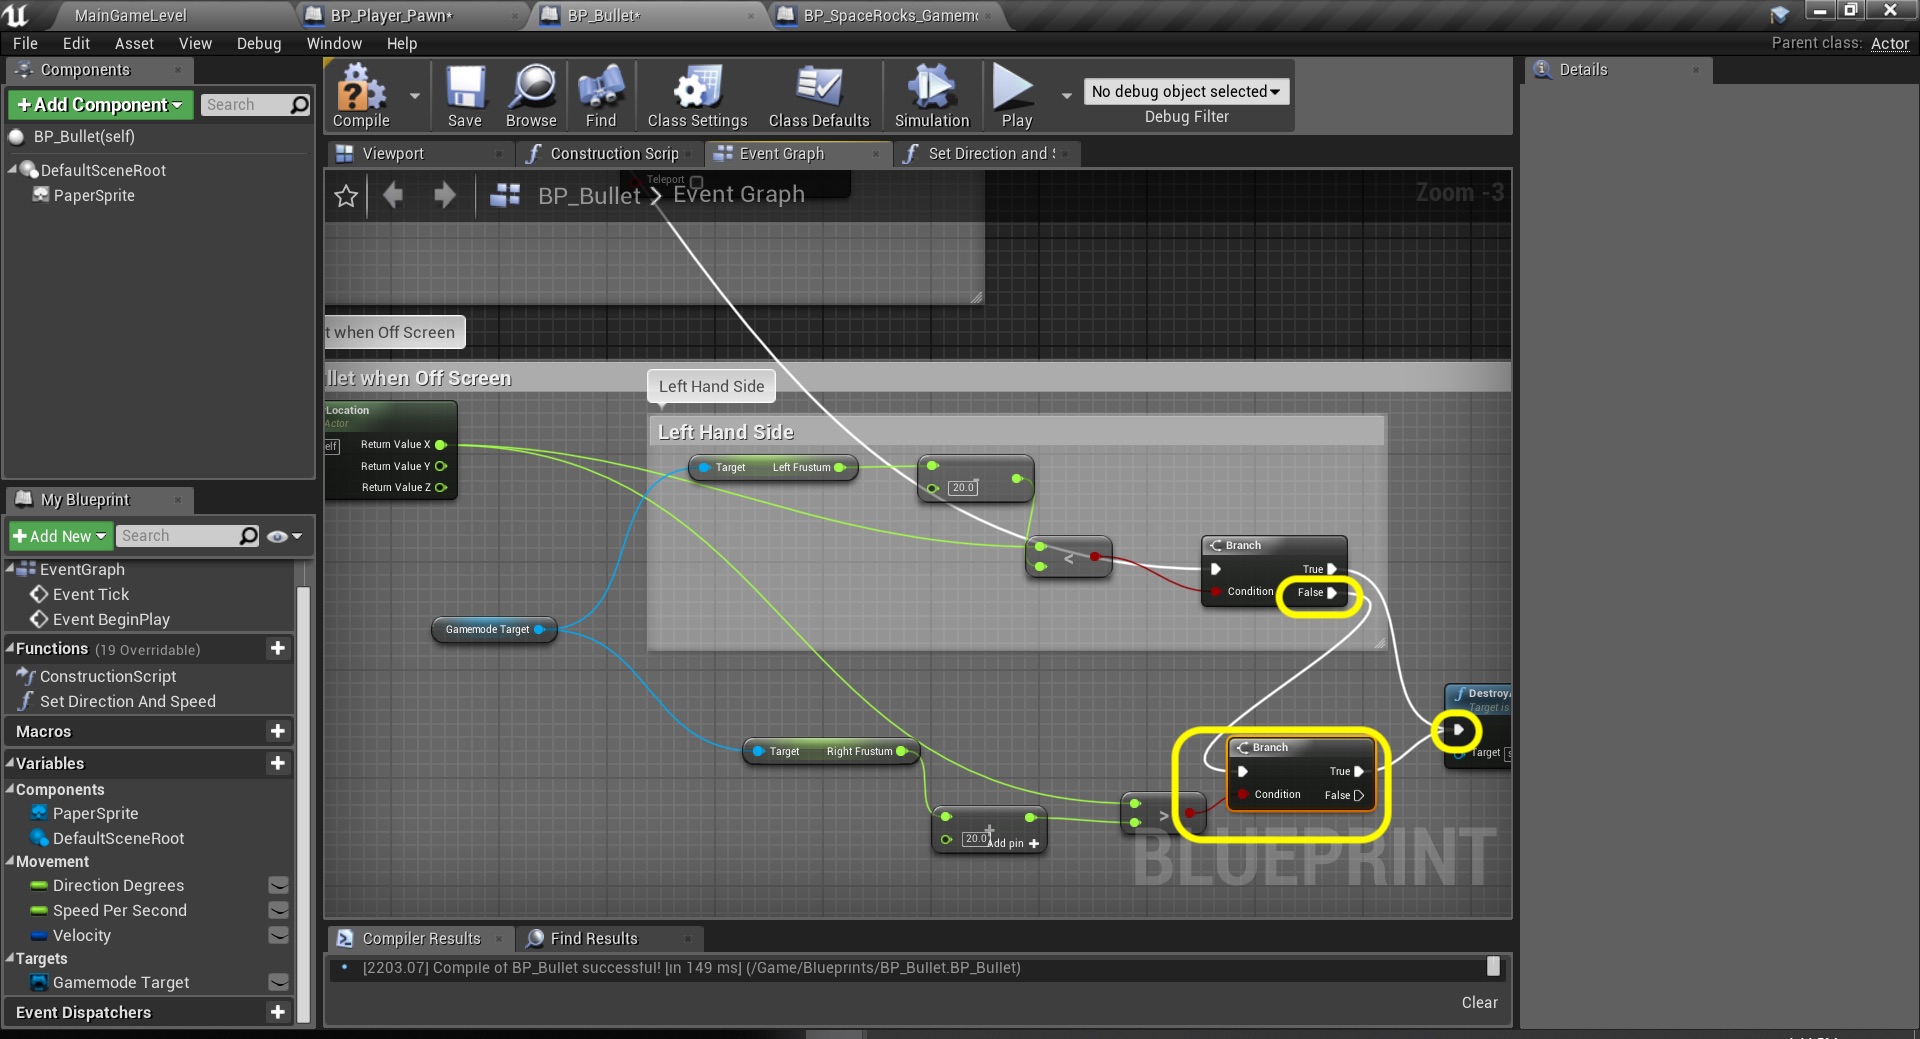 MainGameLevel
BP_Player_Pawn*
BP_Bullet*
BP_SpaceRocks_Gamem
File Edit Asset View Debug Window Help
Parent class: Actor
Components
+Add Component
Search
BP_Bullet(self)
DefaultSceneRoot
PaperSprite
Compile
Save
Browse
Find
Class Settings
Class Defaults
Simulation
Play
No debug object selected
Debug Filter
Details
Viewport
Construction Scrip
Event Graph
Set Direction and
Teleport
BP_Bullet > Event Graph
Zoom -3
t when Off Screen
llet when Off Screen
Left Hand Side
Left Hand Side
Location
Actor
elf
Return Value X
Return Value Y
Return Value Z
Target Left Frustum
20.0
<
Branch
True
Condition False
Gamemode Target
Target Right Frustum
20.0
+
Add pin +
>
Branch
True
Condition False
f Destroy
Target is
Target
BLUEPRINT
My Blueprint
+Add New
Search
EventGraph
Event Tick
Event BeginPlay
Functions (19 Overridable)
ConstructionScript
Set Direction And Speed
Macros
Variables
Components
PaperSprite
DefaultSceneRoot
Movement
Direction Degrees
Speed Per Second
Velocity
Targets
Gamemode Target
Event Dispatchers
Compiler Results
Find Results
[2203.07] Compile of BP_Bullet successful! [in 149 ms] (/Game/Blueprints/BP_Bullet.BP_Bullet)
Clear